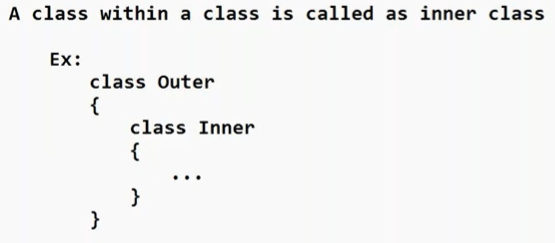 A class within a class is called as inner class
Ex:
class Outer
{
class Inner
{
...
}
}